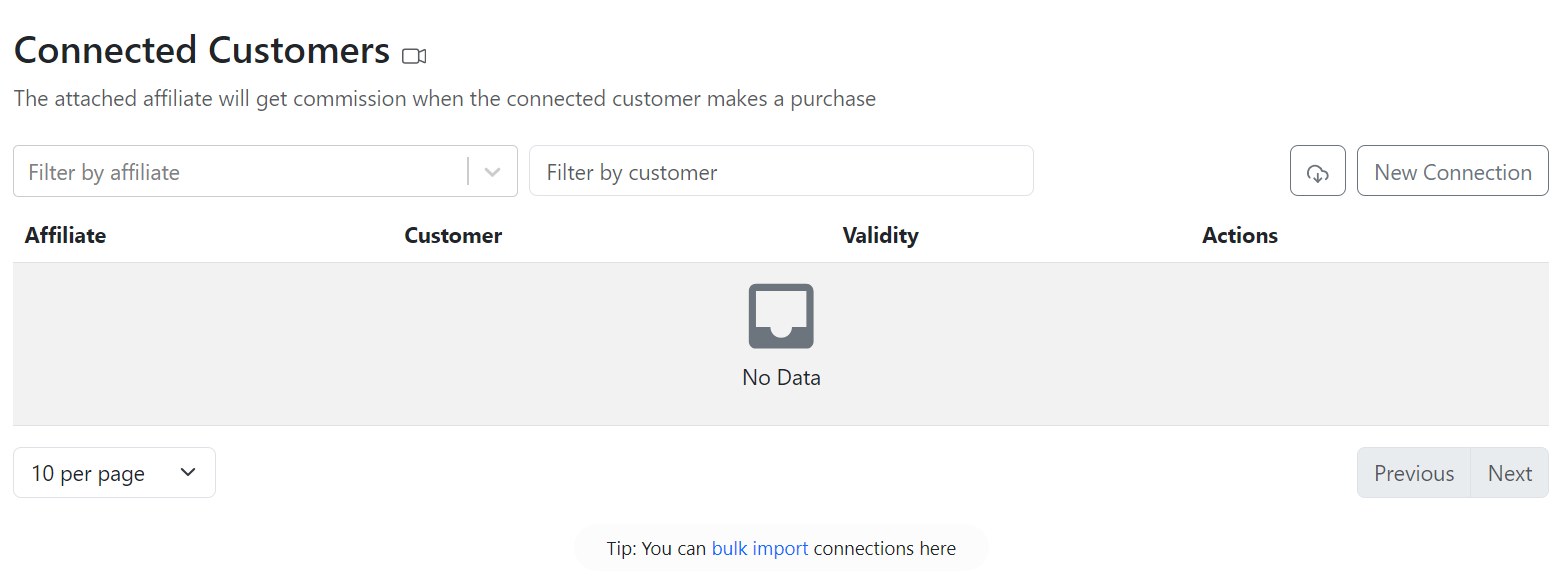 Connected Customers
The attached affiliate will get commission when the connected customer makes a purchase
Filter by affiliate
Filter by customer
New Connection
Affiliate Customer Validity Actions
No Data
10 per page
Previous
Next
Tip: You can bulk import connections here